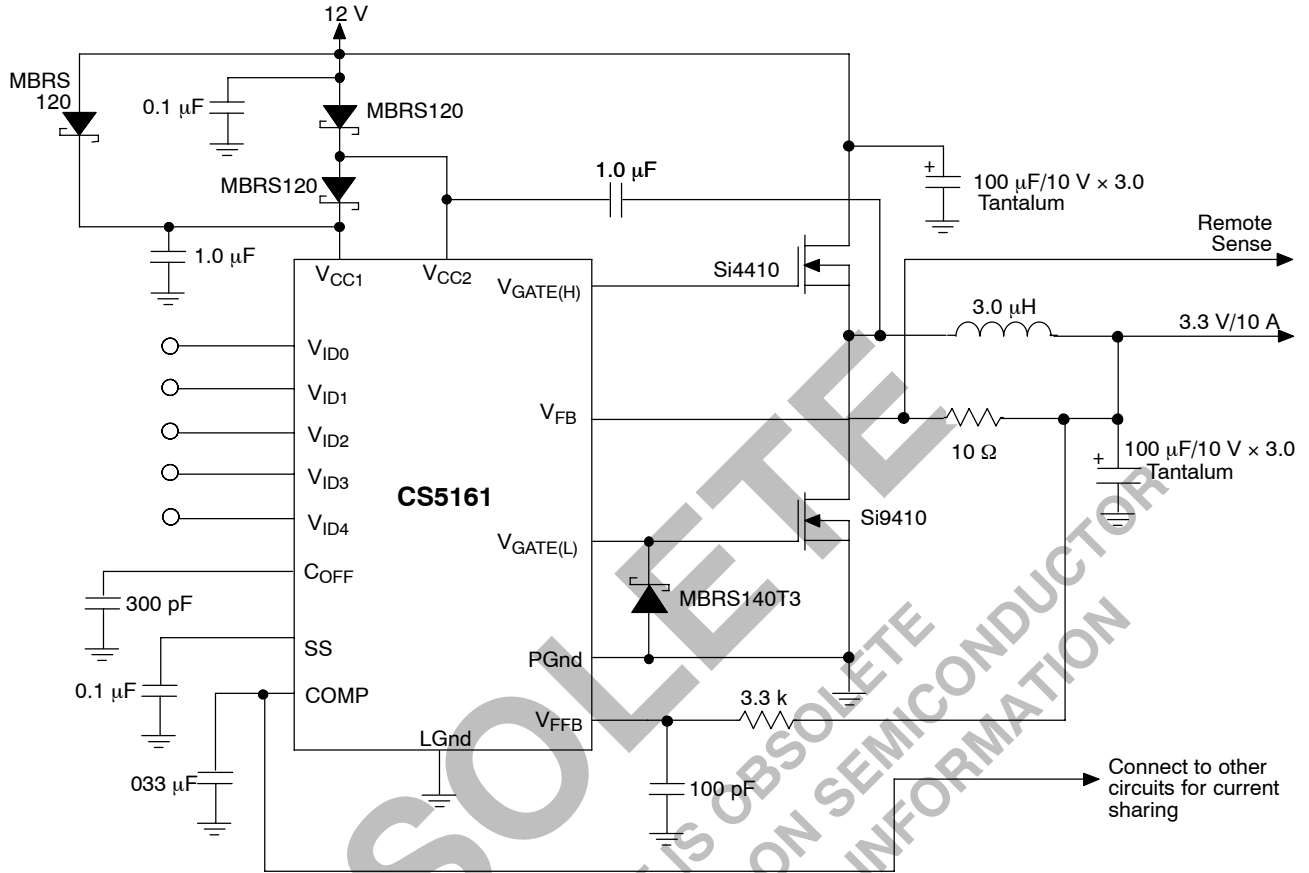 12 V
MBRS
120
0.1 μF
MBRS120
MBRS120
1.0 μF
100 μF/10 V × 3.0
Tantalum
Remote
Sense
1.0 μF
VCC1
VCC2
VGATE(H)
Si4410
3.0 μH
3.3 V/10 A
VID0
VID1
VID2
VID3
VID4
VFB
10 Ω
100 μF/10 V × 3.0
Tantalum
CS5161
Si9410
VGATE(L)
COFF
300 pF
MBRS140T3
SS
PGnd
0.1 μF
COMP
3.3 k
VFFB
LGnd
033 μF
100 pF
Connect to other
circuits for current
sharing
SOLETE
IS OBSOLETE
ON SEMICONDUCTOR
INFORMATION